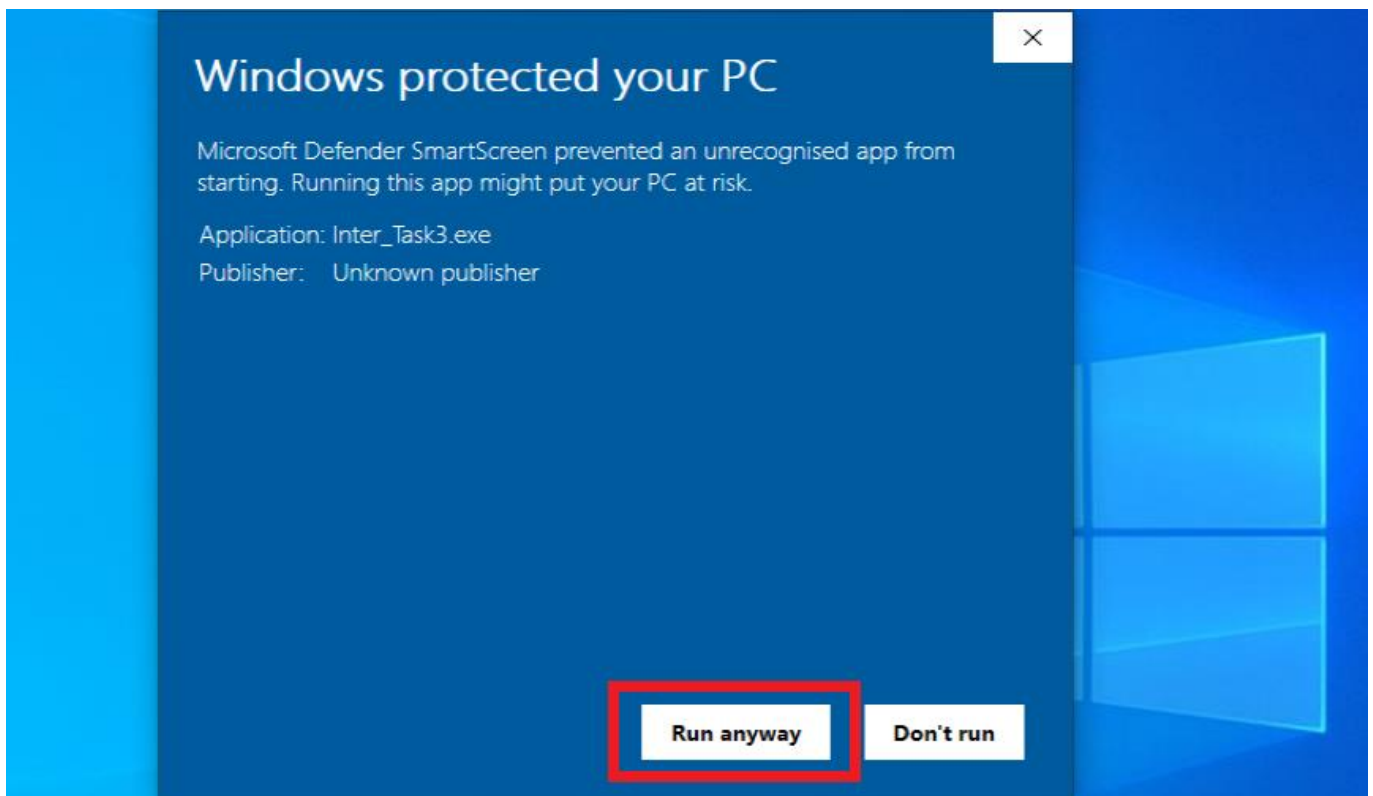 Windows protected your PC
Microsoft Defender SmartScreen prevented an unrecognised app from
starting. Running this app might put your PC at risk.
Application: Inter_Task3.exe
Publisher: Unknown publisher
Run anyway
Don't run